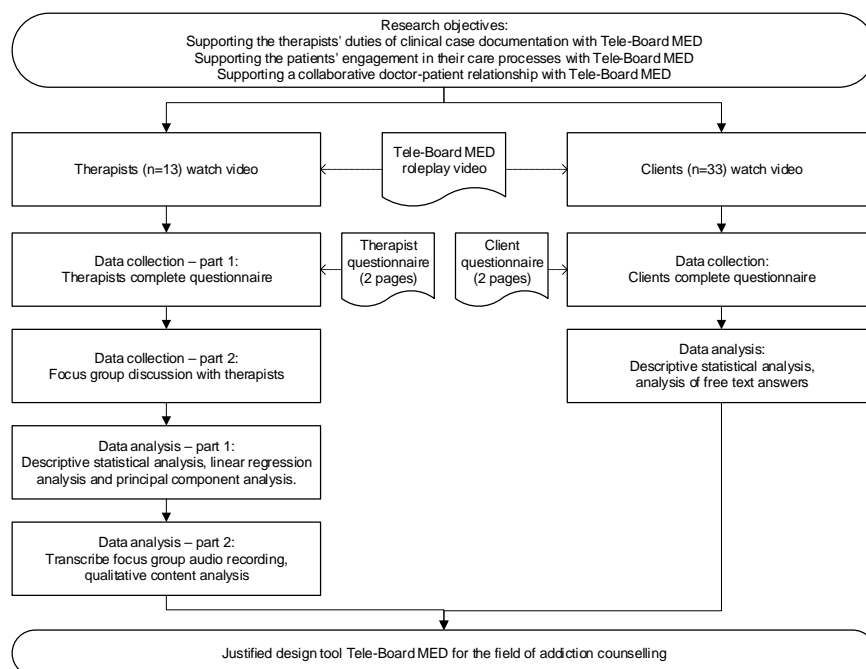 Research objectives:
Supporting the therapists' duties of clinical case documentation with Tele-Board MED
Supporting the patients' engagement in their care processes with Tele-Board MED
Supporting a collaborative doctor-patient relationship with Tele-Board MED
Therapists (n=13) watch video
Tele-Board MED
roleplay video
Clients (n=33) watch video
Data collection – part 1:
Therapists complete questionnaire
Therapist
questionnaire
(2 pages)
Client
questionnaire
(2 pages)
Data collection:
Clients complete questionnaire
Data collection – part 2:
Focus group discussion with therapists
Data analysis:
Descriptive statistical analysis,
analysis of free text answers
Data analysis – part 1:
Descriptive statistical analysis, linear regression
analysis and principal component analysis.
Data analysis – part 2:
Transcribe focus group audio recording,
qualitative content analysis
Justified design tool Tele-Board MED for the field of addiction counselling